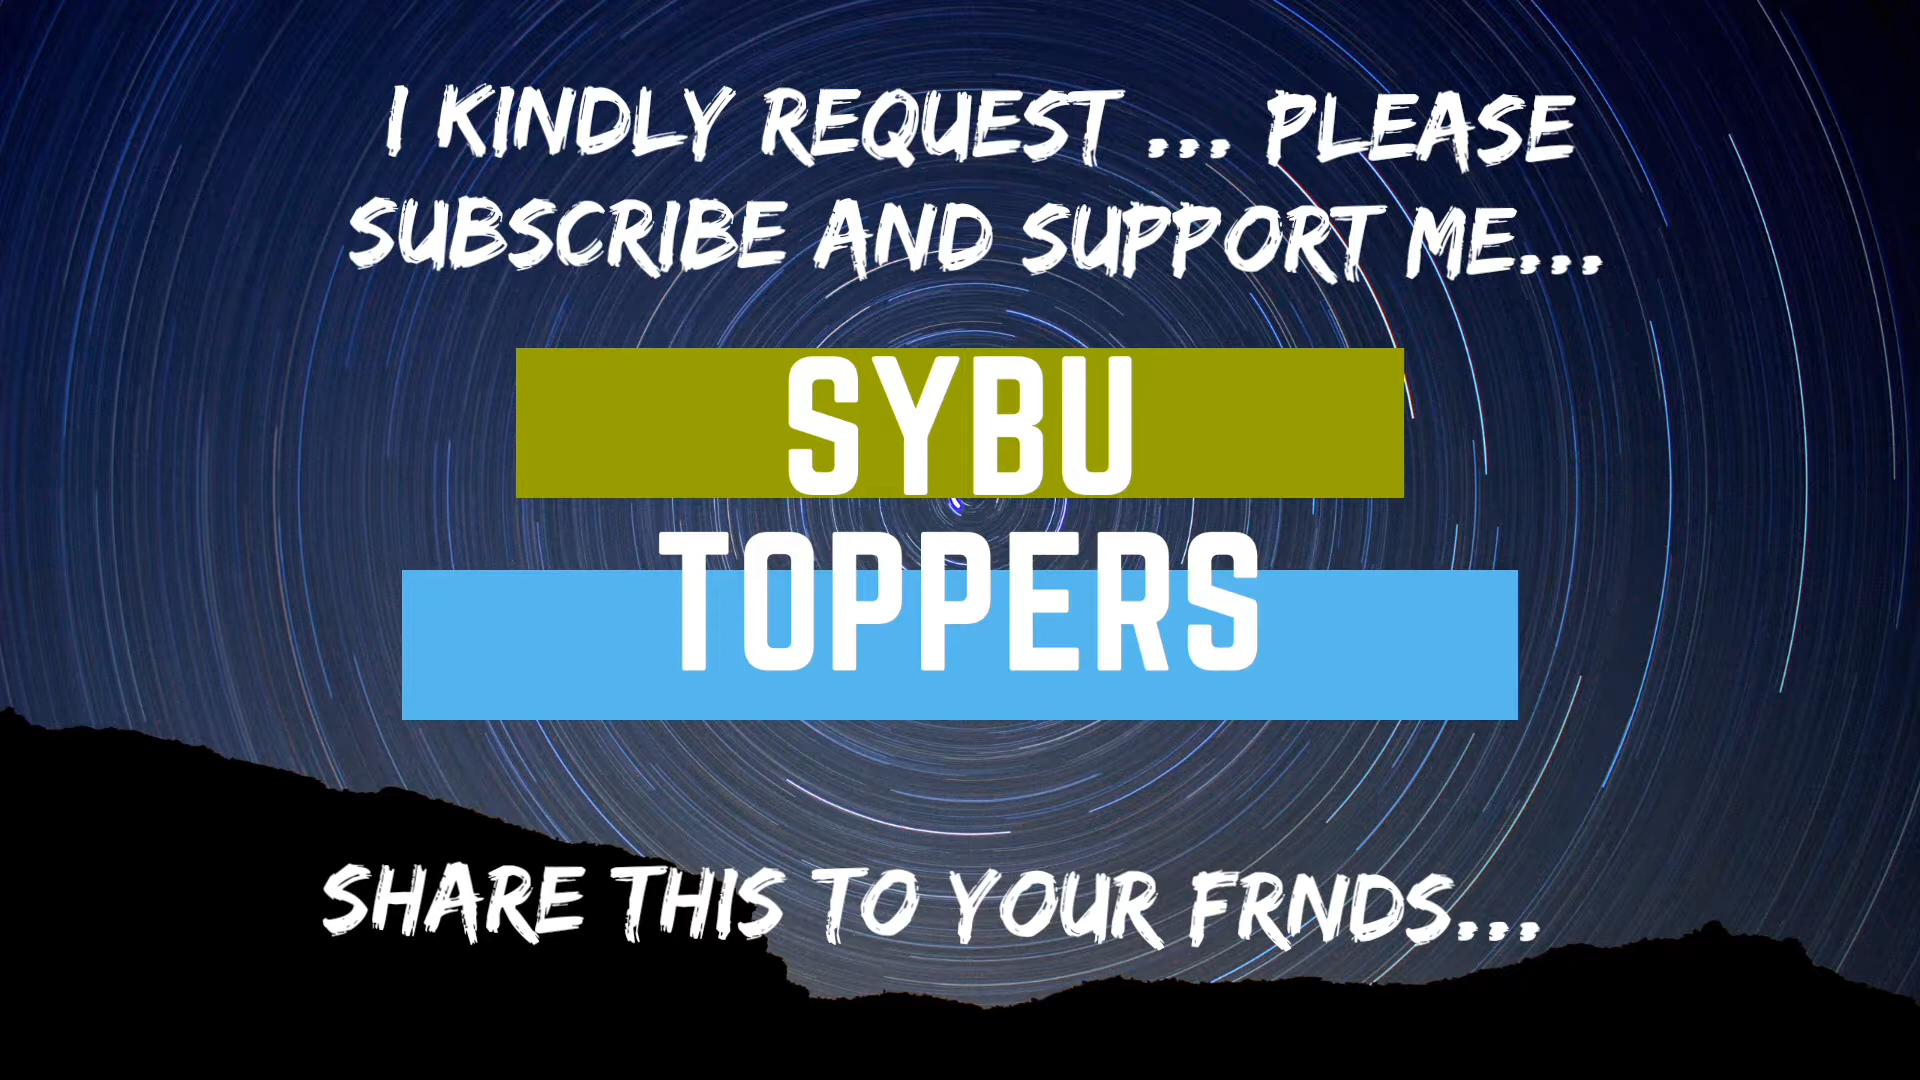 I KINDLY REQUEST ... PLEASE
SUBSCRIBE AND SUPPORT ME...
SYBU
TOPPERS
SHARE THIS TO YOUR FRNDS...